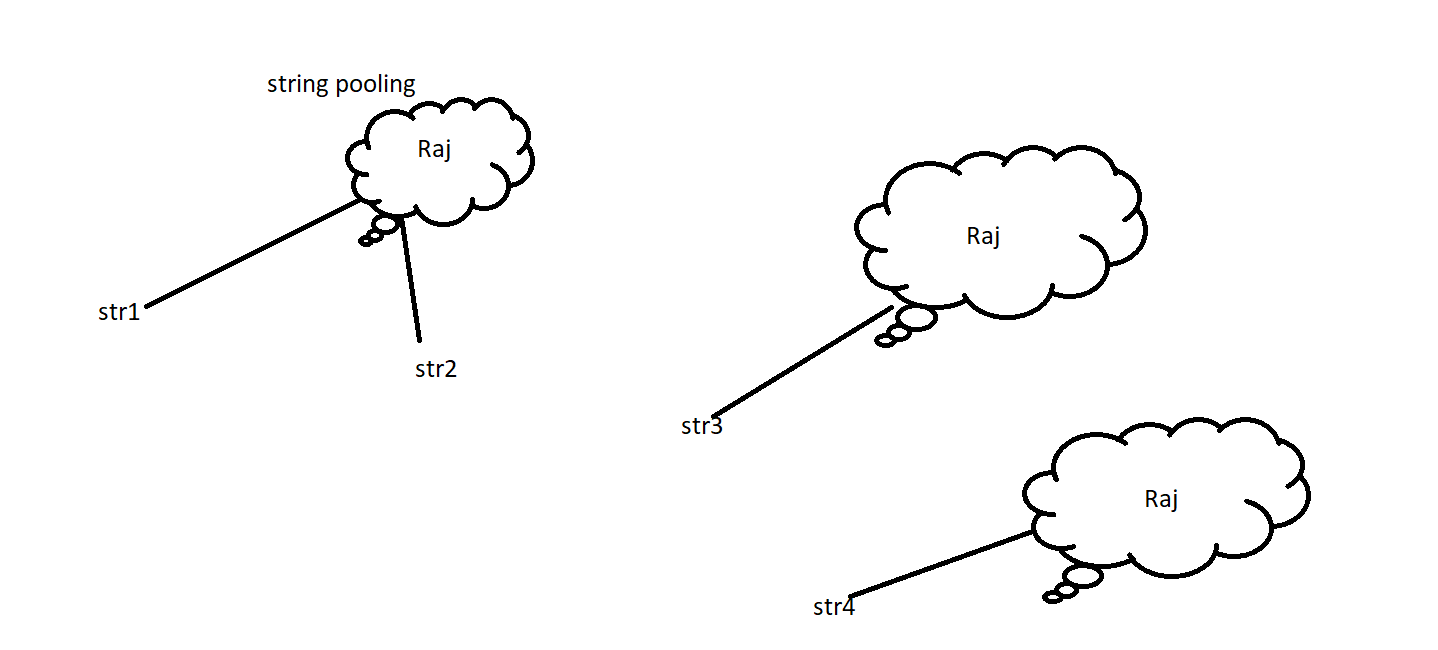 string pooling
Raj
str1
str2
Raj
str3
Raj
str4